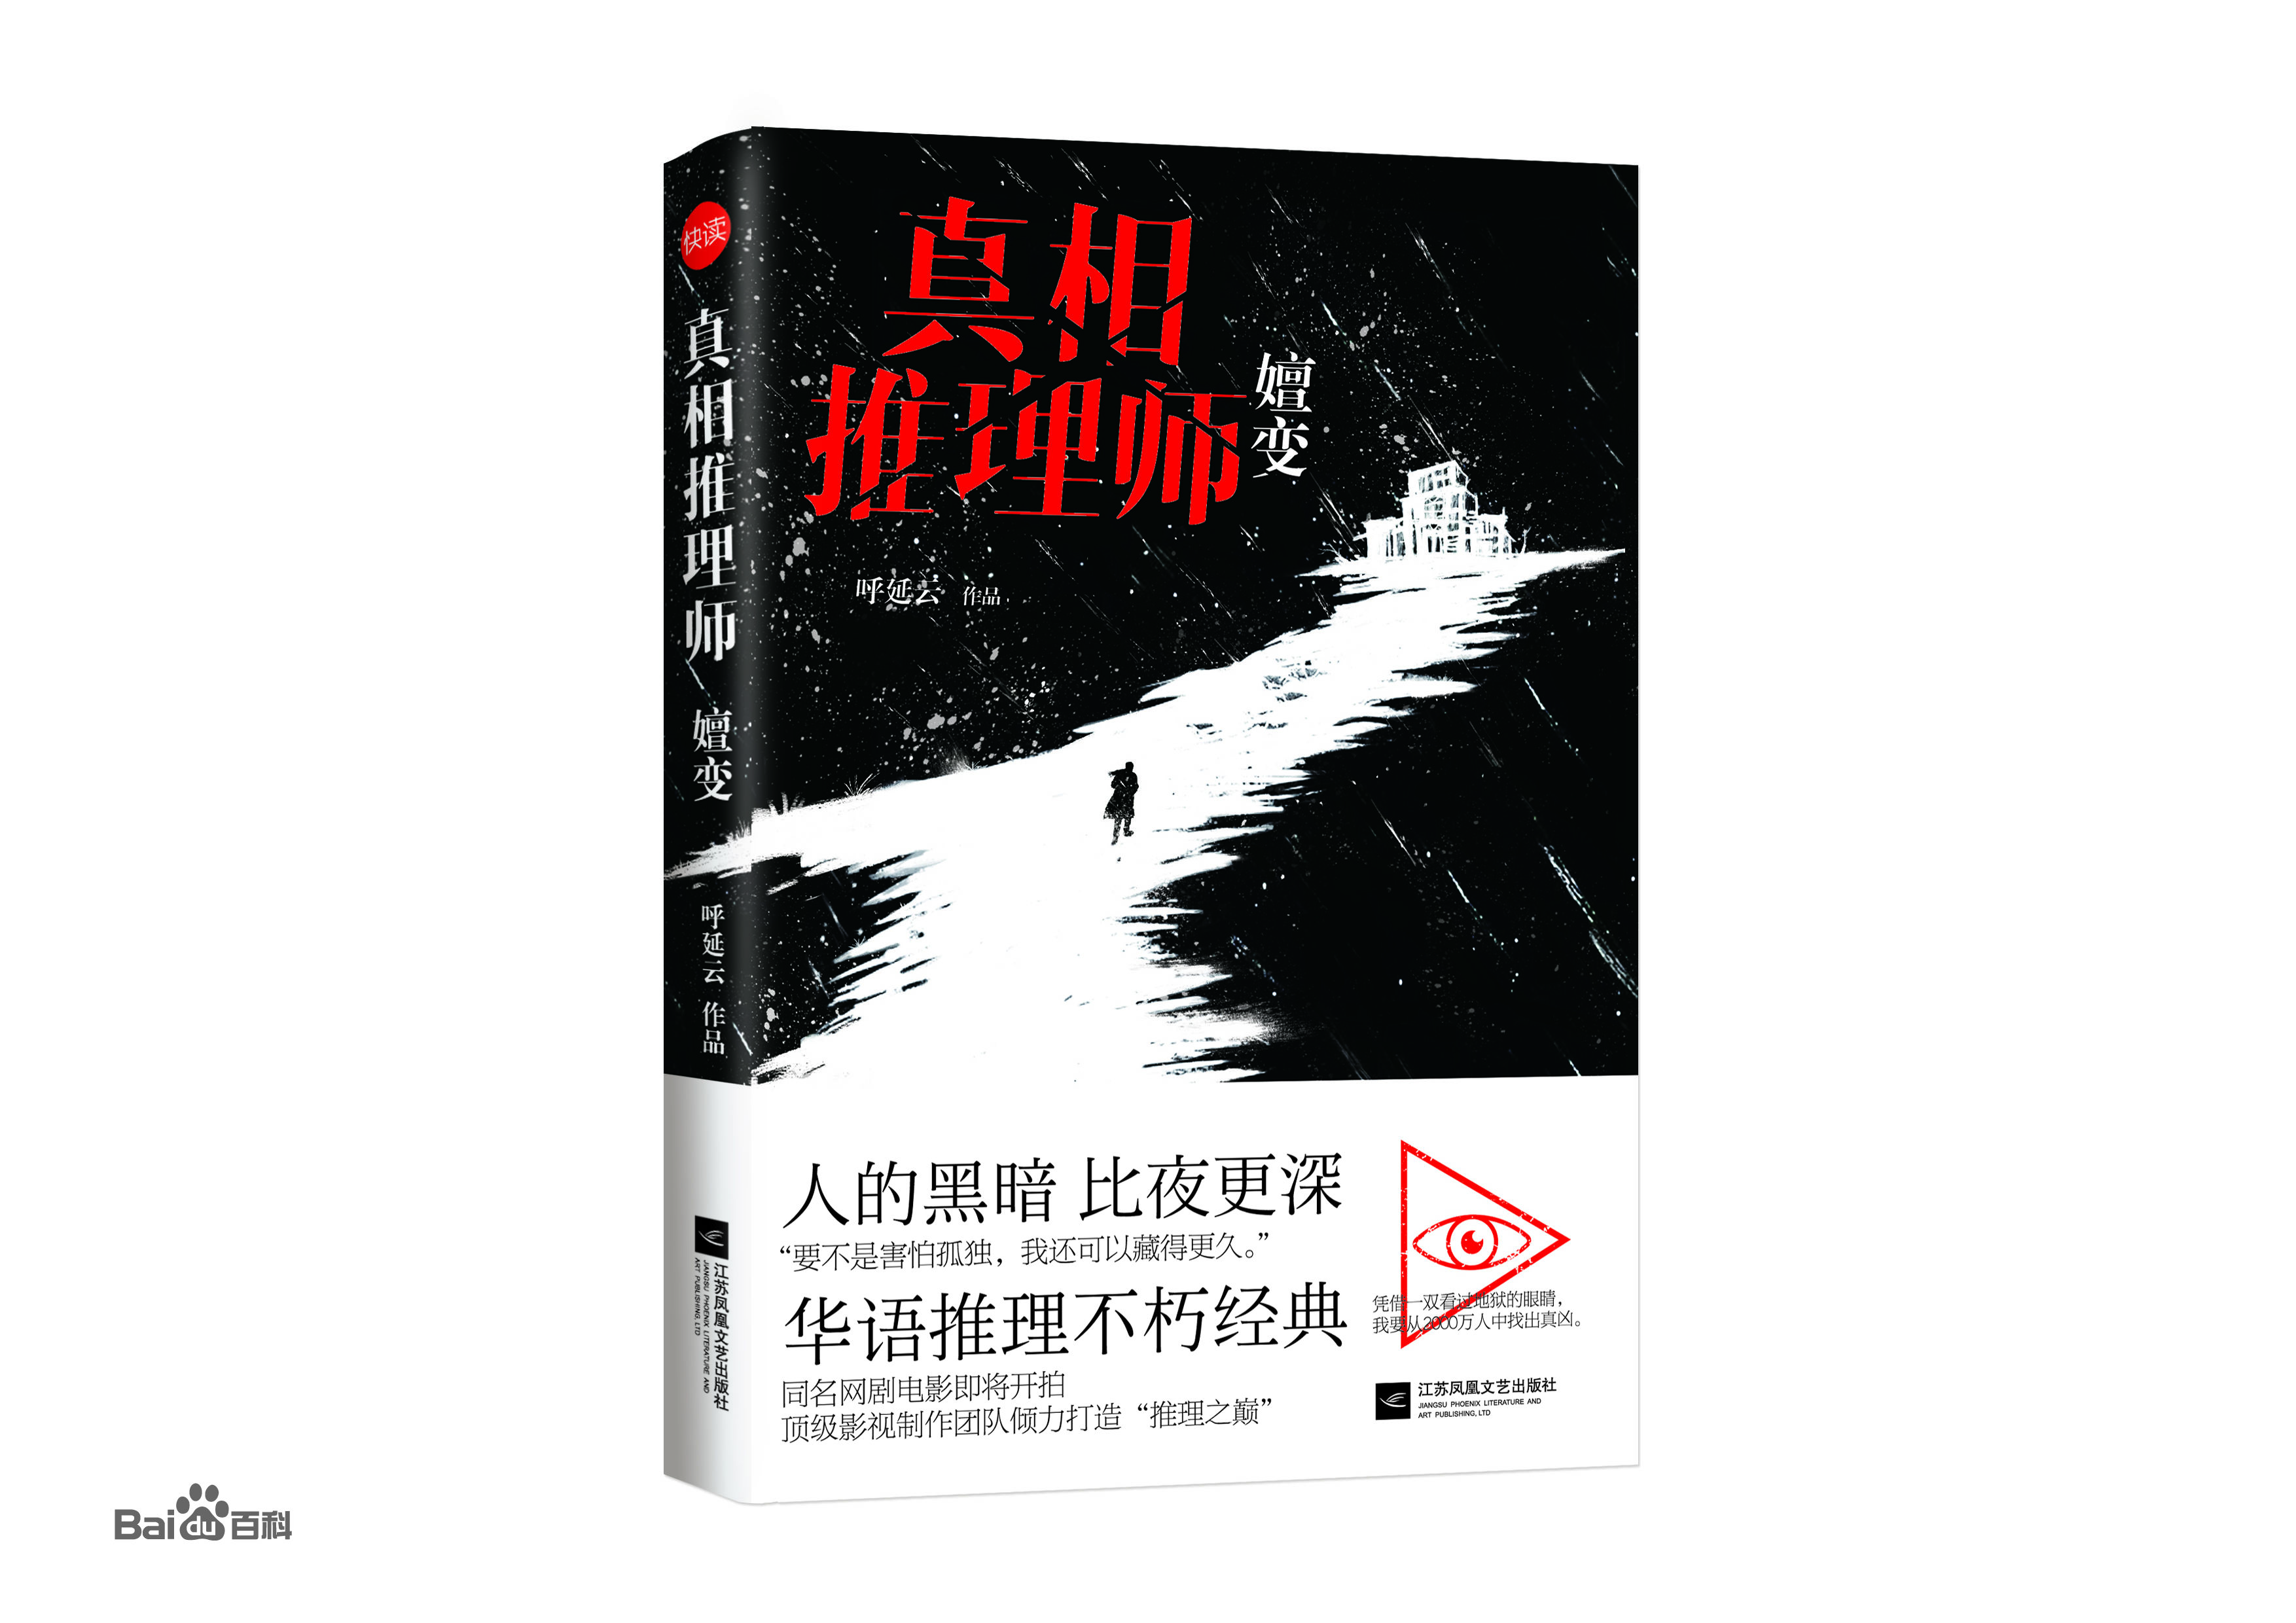 快读
真相推理师
嬗变
呼延云 作品
江苏凤凰文艺出版社
JIANGSU PHOENIX LITERATURE AND
ART PUBLISHING,LTD
真相
推理师
嬗变
呼延云 作品
人的黑暗 比夜更深
“要不是害怕孤独，我还可以藏得更久。”
华语推理不朽经典
同名网剧电影即将开拍
顶级影视制作团队倾力打造“推理之巅”
凭借一双看过地狱的眼睛，
我要从2000万人中找出真凶。
江苏凤凰文艺出版社
JIANGSU PHOENIX LITERATURE AND
ART PUBLISHING,LTD
Baidu百科